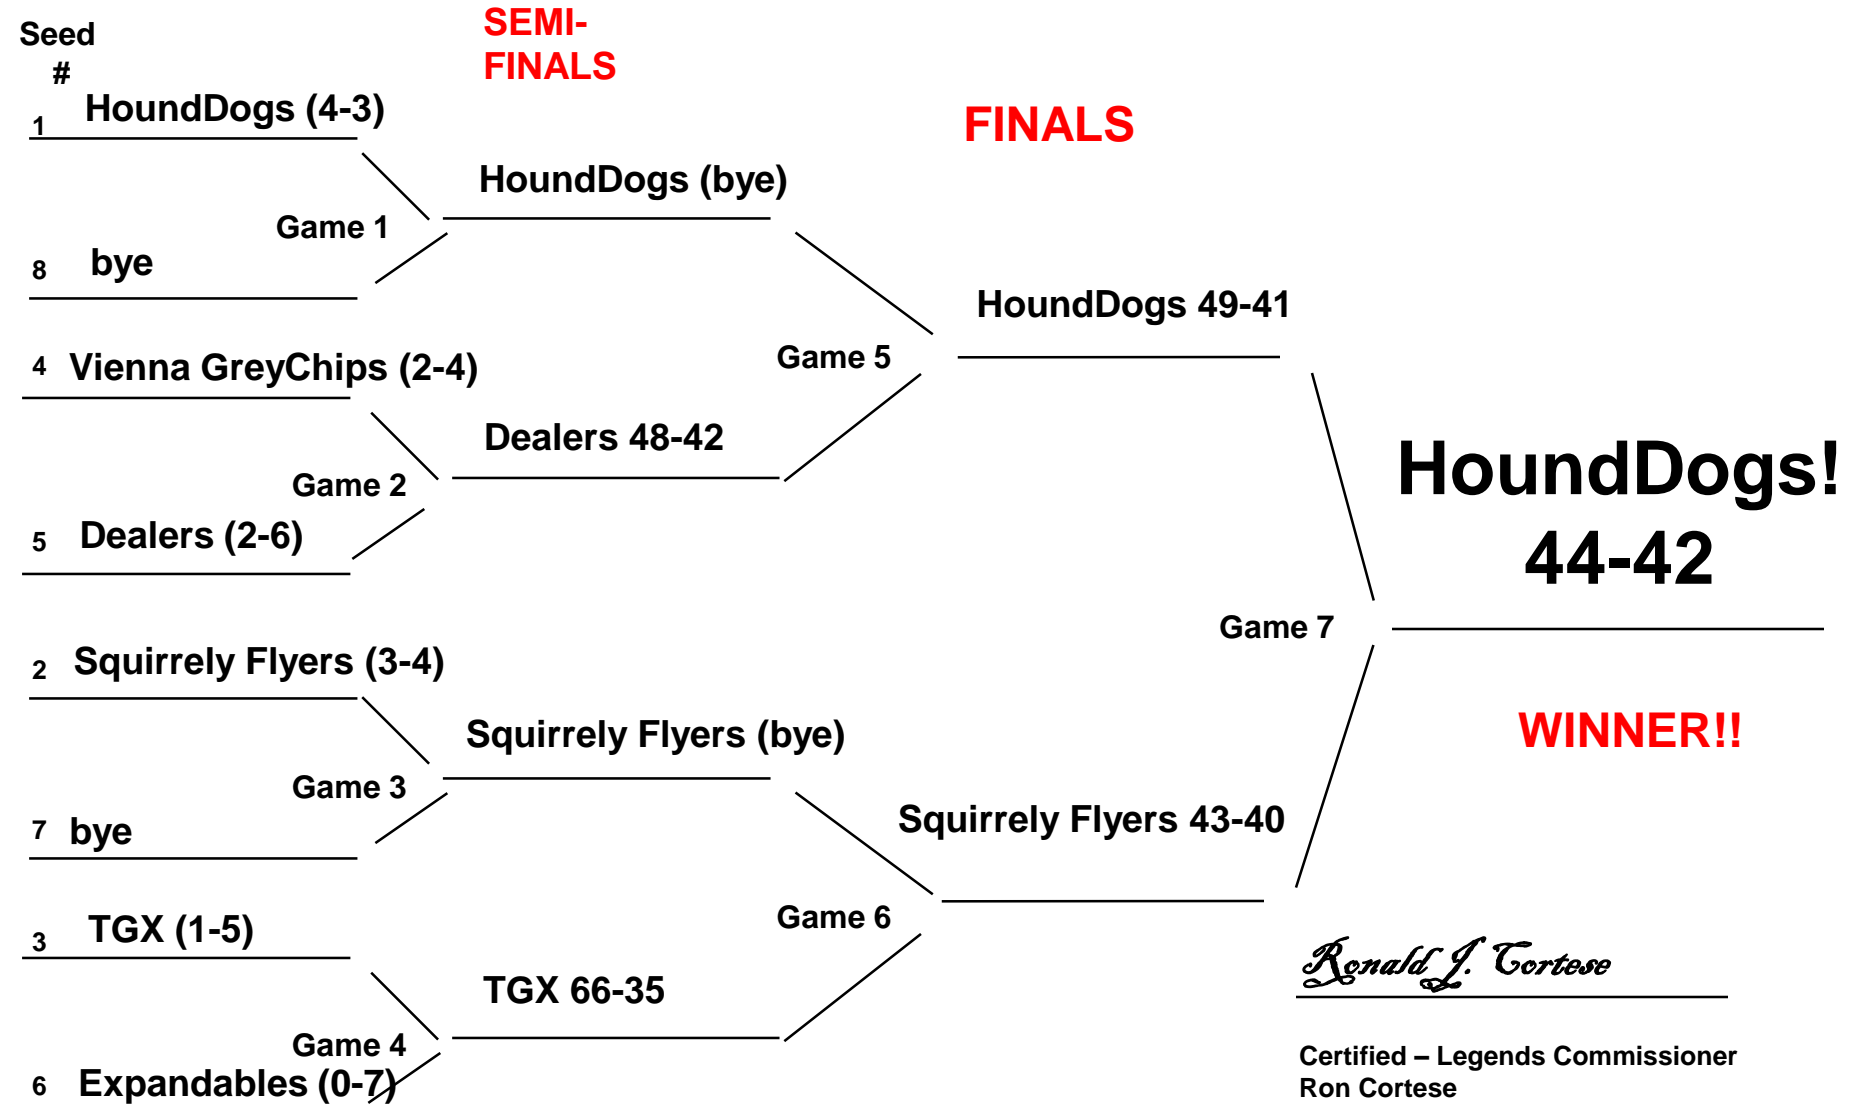 Seed
#
SEMI-
FINALS
FINALS
1 HoundDogs (4-3)
HoundDogs (bye)
Game 1
8 bye
HoundDogs 49-41
4 Vienna GreyChips (2-4)
Game 5
Dealers 48-42
Game 2
5 Dealers (2-6)
HoundDogs!
44-42
Game 7
WINNER!!
2 Squirrely Flyers (3-4)
Squirrely Flyers (bye)
Game 3
7 bye
Squirrely Flyers 43-40
3 TGX (1-5)
Game 6
TGX 66-35
Game 4
6 Expandables (0-7)
Ronald J. Cortese
Certified – Legends Commissioner
Ron Cortese